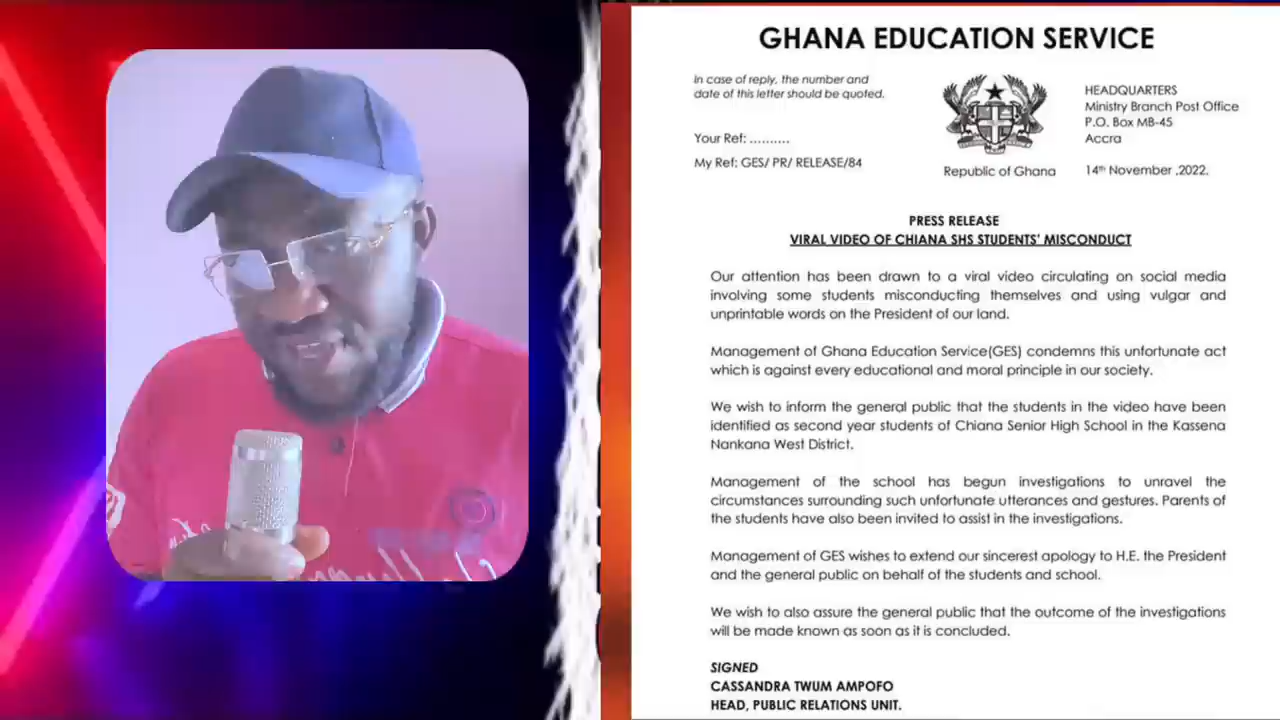 GHANA EDUCATION SERVICE
In case of reply, the number and
date of this letter should be quoted.
Your Ref: ..........
My Ref: GES/ PR/ RELEASE/84
Republic of Ghana
HEADQUARTERS
Ministry Branch Post Office
P.O. Box MB-45
Accra
14th November ,2022.
PRESS RELEASE
VIRAL VIDEO OF CHIANA SHS STUDENTS' MISCONDUCT
Our attention has been drawn to a viral video circulating on social media
involving some students misconducting themselves and using vulgar and
unprintable words on the President of our land.
Management of Ghana Education Service(GES) condemns this unfortunate act
which is against every educational and moral principle in our society.
We wish to inform the general public that the students in the video have been
identified as second year students of Chiana Senior High School in the Kassena
Nankana West District.
Management of the school has begun investigations to unravel the
circumstances surrounding such unfortunate utterances and gestures. Parents of
the students have also been invited to assist in the investigations.
Management of GES wishes to extend our sincerest apology to H.E. the President
and the general public on behalf of the students and school.
We wish to also assure the general public that the outcome of the investigations
will be made known as soon as it is concluded.
SIGNED
CASSANDRA TWUM AMPOFO
HEAD, PUBLIC RELATIONS UNIT.